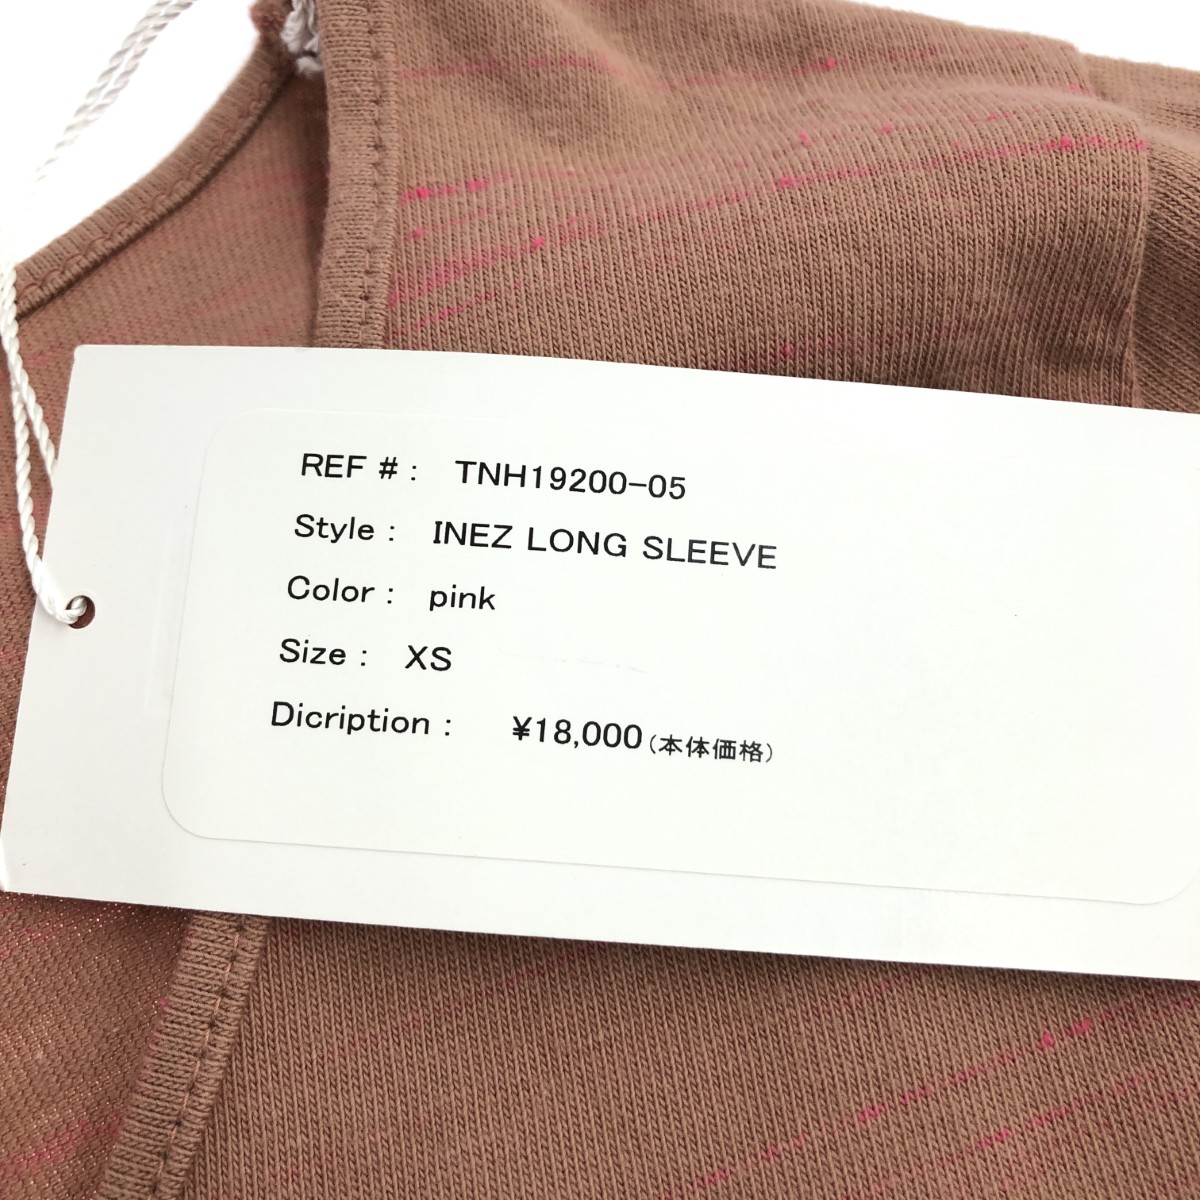 REF # : TNH19200-05
Style : INEZ LONG SLEEVE
Color : pink
Size : XS
Dicription : ¥18,000(本体価格)